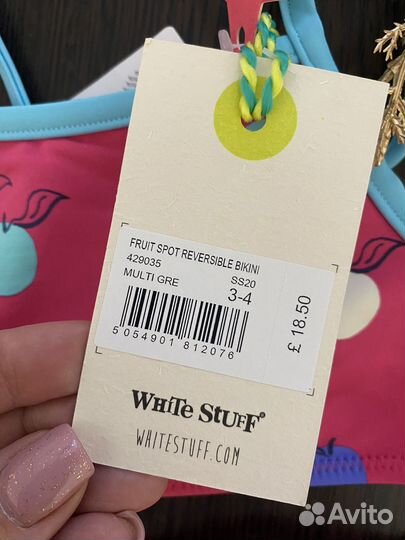 FRUIT SPOT REVERSIBLE BIKINI
429035 SS20
MULTI GRE 3-4
5 054901 812076
£ 18.50
WHITE STUFF®
WHITESTUFF.COM
Avito